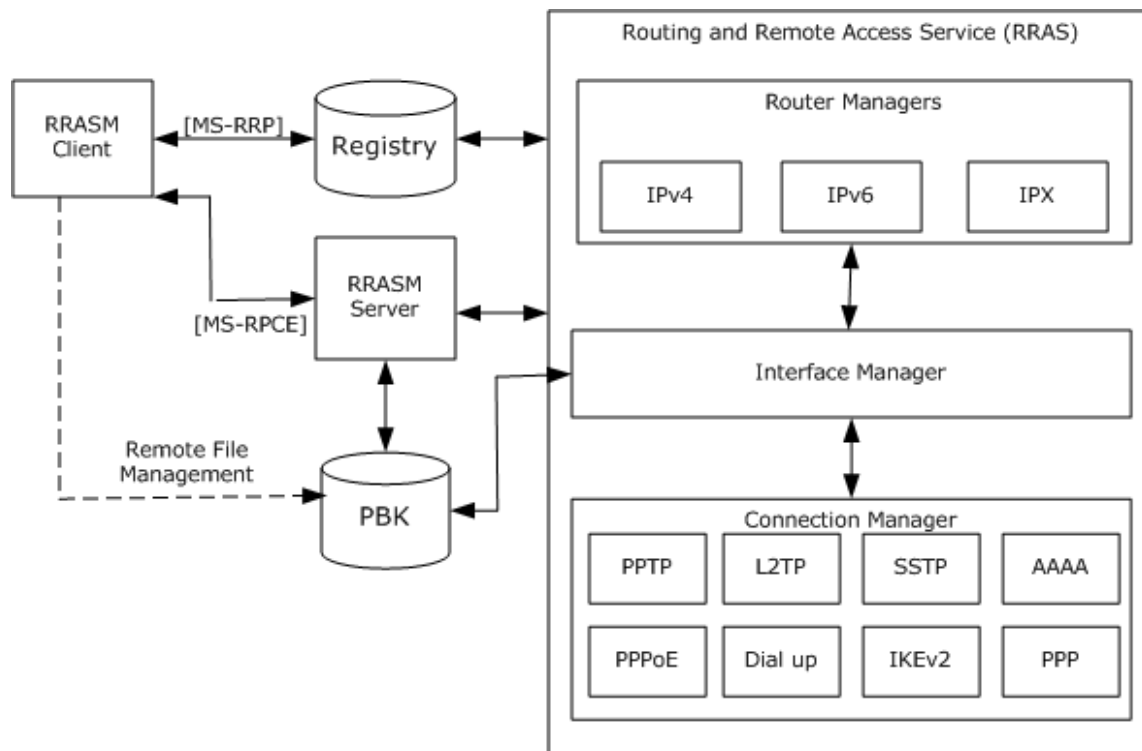 Routing and Remote Access Service (RRAS)
Router Managers
RRASM
Client
[MS-RRP]
Registry
IPv4
IPv6
IPX
RRASM
Server
[MS-RPCE]
Interface Manager
Remote File
Management
PBK
Connection Manager
PPTP
L2TP
SSTP
AAAA
PPPoE
Dial up
IKEv2
PPP